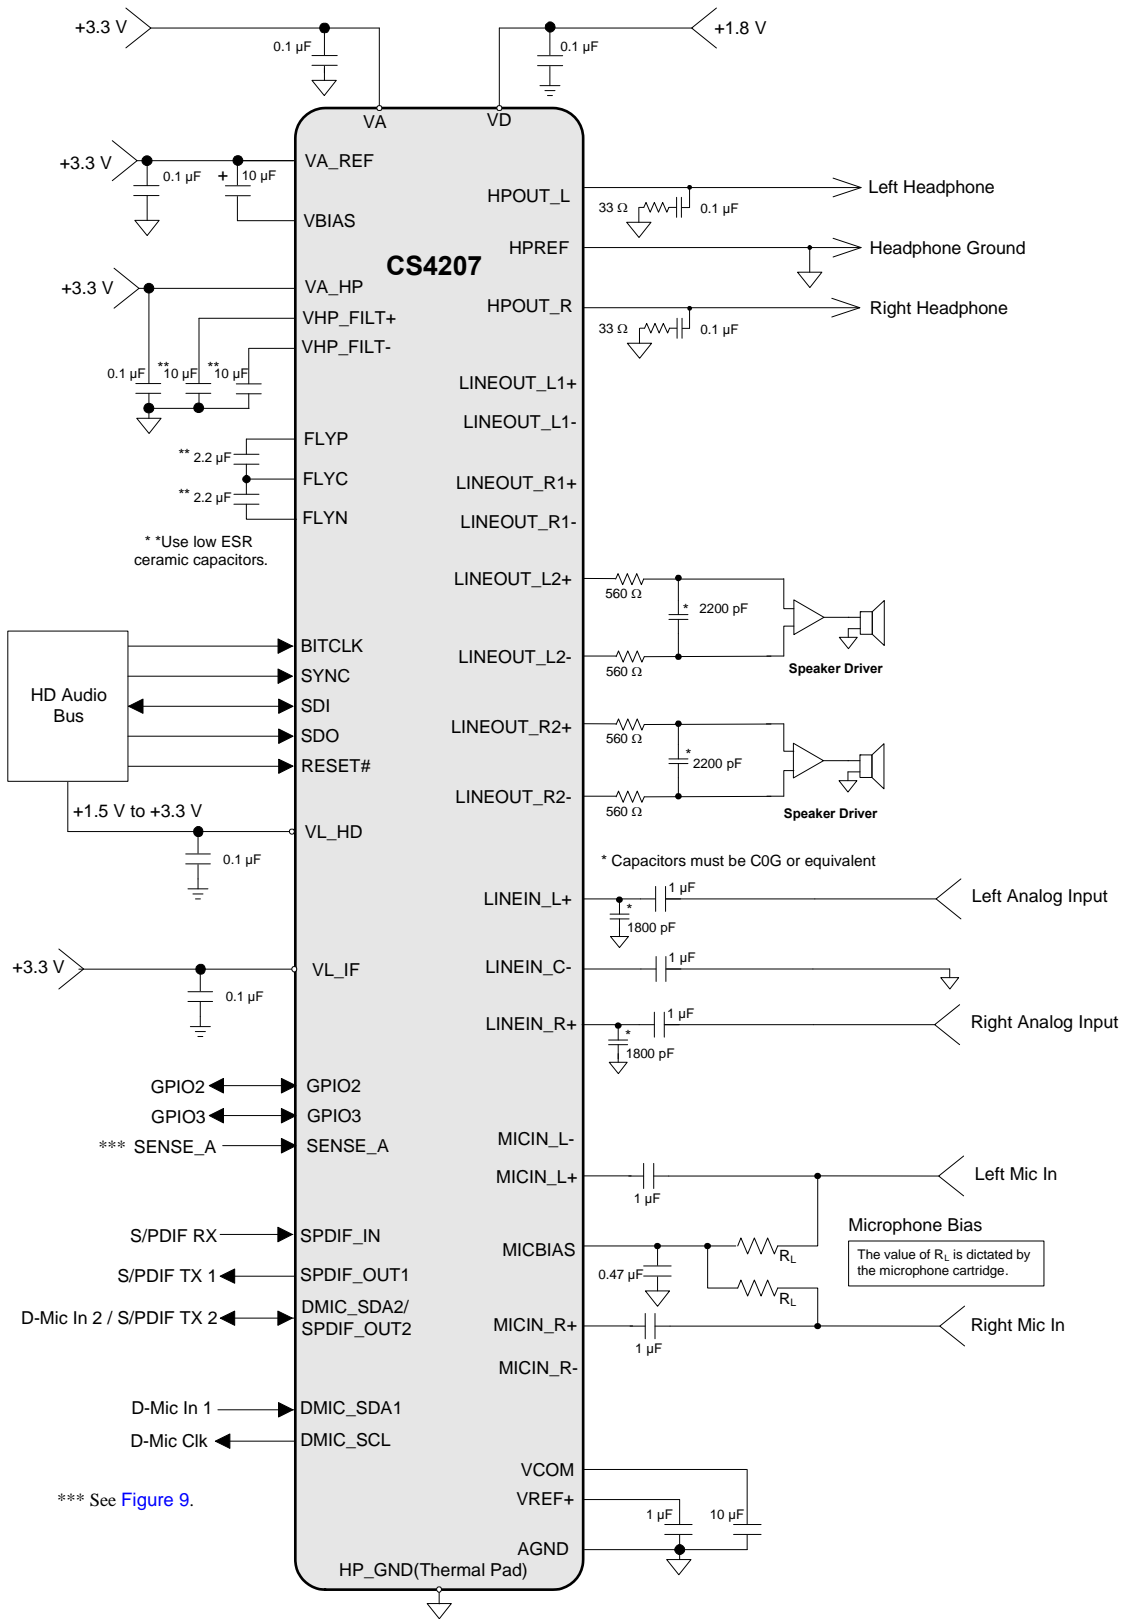 +3.3 V
0.1 µF
0.1 µF
+1.8 V
VA
VD
+3.3 V
0.1 µF
+
10 µF
VA_REF
VBIAS
CS4207
HPOUT_L
33 Ω
0.1 µF
Left Headphone
HPREF
Headphone Ground
+3.3 V
VA_HP
VHP_FILT+
VHP_FILT-
0.1 µF
**
10 µF
**
10 µF
HPOUT_R
33 Ω
0.1 µF
Right Headphone
LINEOUT_L1+
LINEOUT_L1-
FLYP
** 2.2 µF
FLYC
** 2.2 µF
FLYN
* *Use low ESR
ceramic capacitors.
LINEOUT_R1+
LINEOUT_R1-
LINEOUT_L2+
560 Ω
* 2200 pF
LINEOUT_L2-
560 Ω
Speaker Driver
HD Audio
Bus
BITCLK
SYNC
SDI
SDO
RESET#
LINEOUT_R2+
560 Ω
*
2200 pF
LINEOUT_R2-
560 Ω
Speaker Driver
+1.5 V to +3.3 V
VL_HD
0.1 µF
* Capacitors must be C0G or equivalent
LINEIN_L+
*
1800 pF
1 µF
Left Analog Input
+3.3 V
VL_IF
0.1 µF
LINEIN_C-
1 µF
LINEIN_R+
*
1800 pF
1 µF
Right Analog Input
GPIO2
GPIO2
GPIO3
GPIO3
*** SENSE_A
SENSE_A
MICIN_L-
MICIN_L+
1 µF
Left Mic In
S/PDIF RX
SPDIF_IN
S/PDIF TX 1
SPDIF_OUT1
D-Mic In 2 / S/PDIF TX 2
DMIC_SDA2/
SPDIF_OUT2
MICBIAS
0.47 µF
RL
RL
Microphone Bias
The value of RL is dictated by
the microphone cartridge.
MICIN_R+
1 µF
Right Mic In
MICIN_R-
D-Mic In 1
DMIC_SDA1
D-Mic Clk
DMIC_SCL
*** See Figure 9.
VCOM
VREF+
1 µF
10 µF
AGND
HP_GND(Thermal Pad)